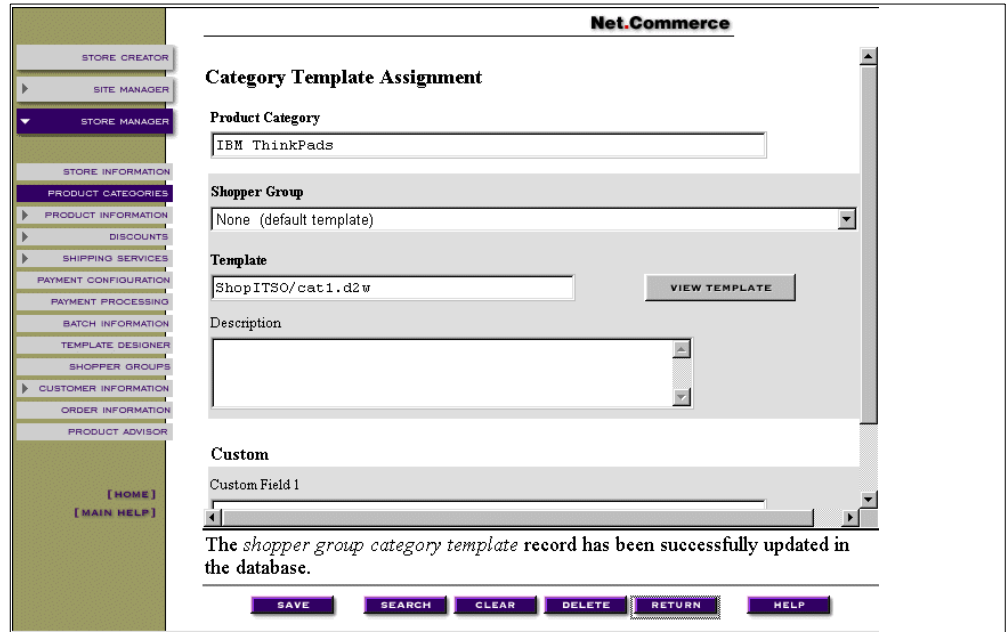 Net.Commerce
STORE CREATOR
SITE MANAGER
STORE MANAGER
STORE INFORMATION
PRODUCT CATEGORIES
PRODUCT INFORMATION
DISCOUNTS
SHIPPING SERVICES
PAYMENT CONFIGURATION
PAYMENT PROCESSING
BATCH INFORMATION
TEMPLATE DESIGNER
SHOPPER GROUPS
CUSTOMER INFORMATION
ORDER INFORMATION
PRODUCT ADVISOR
[HOME]
[MAIN HELP]
Category Template Assignment
Product Category
IBM ThinkPads
Shopper Group
None (default template)
Template
ShopITSO/cat1.d2w
VIEW TEMPLATE
Description
Custom
Custom Field 1
The shopper group category template record has been successfully updated in
the database.
SAVE SEARCH CLEAR DELETE RETURN HELP